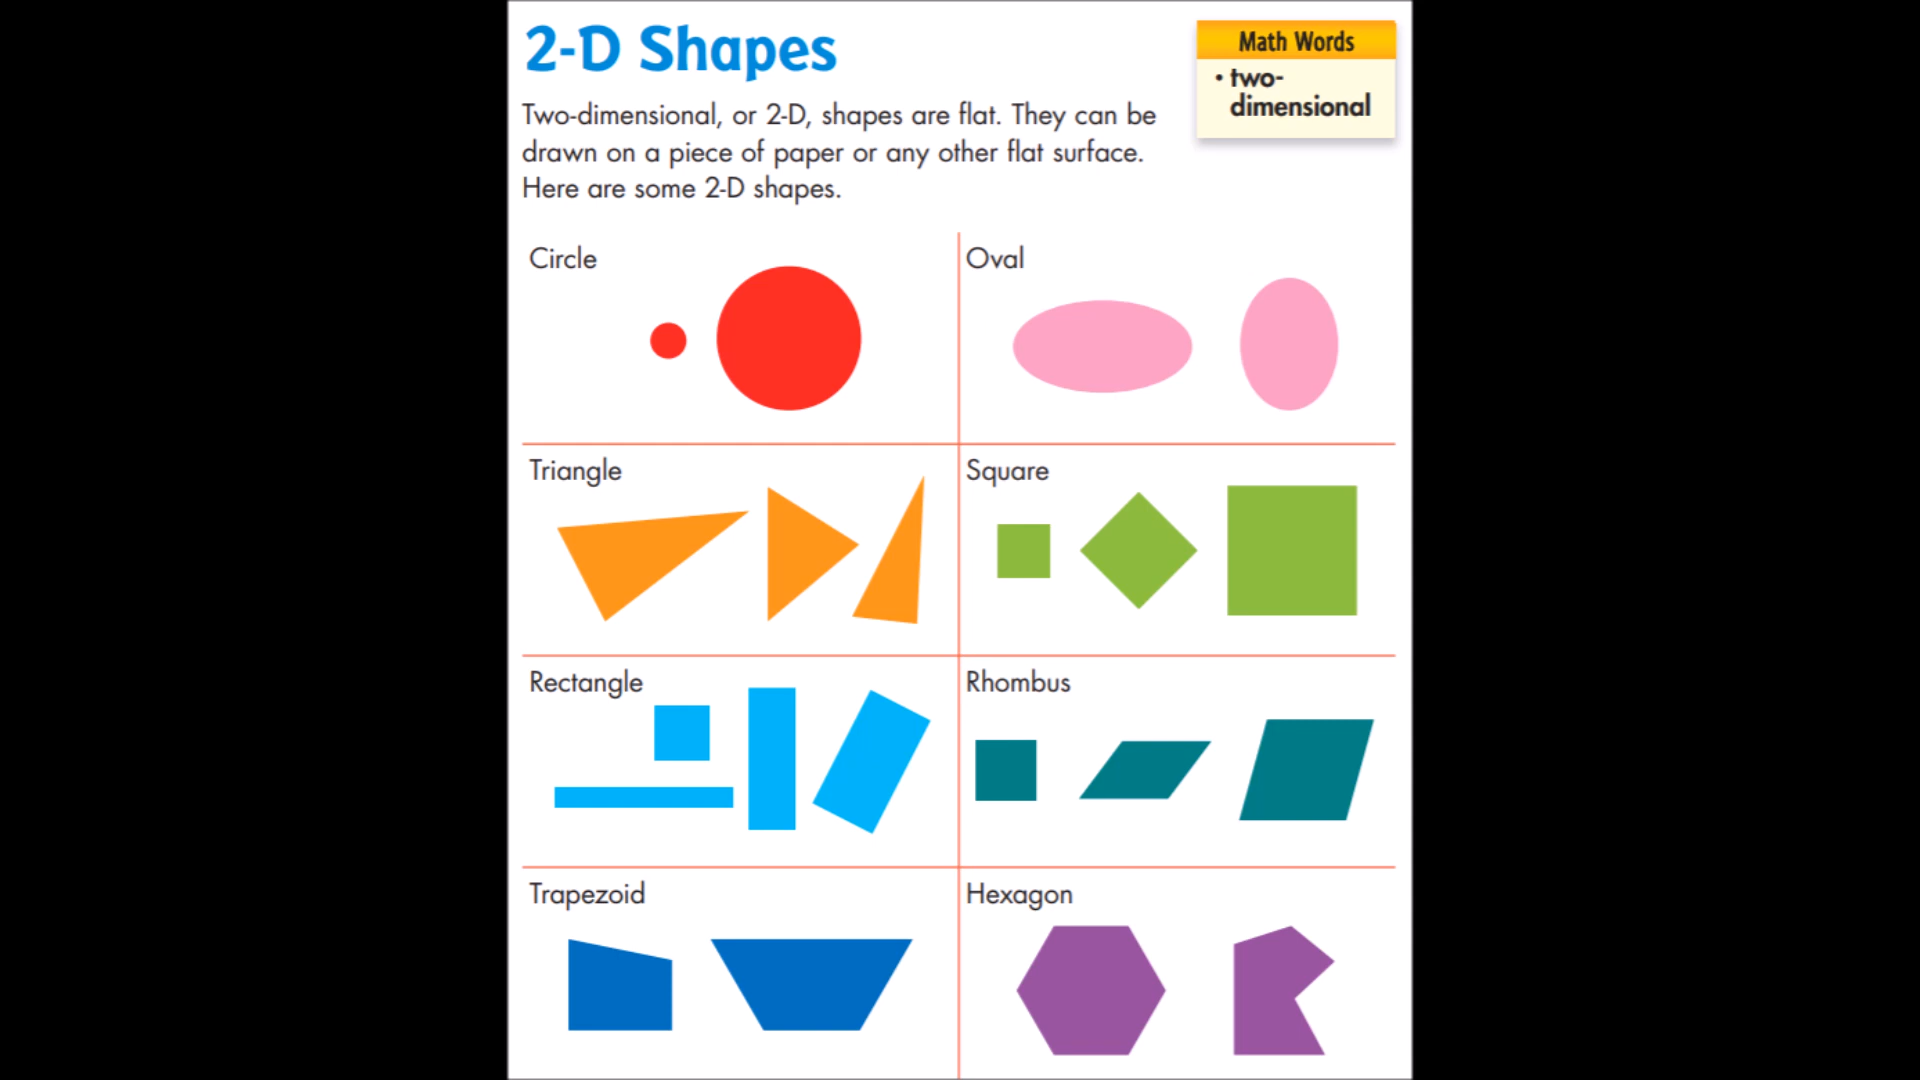 2-D Shapes
Math Words
• two-
dimensional
Two-dimensional, or 2-D, shapes are flat. They can be
drawn on a piece of paper or any other flat surface.
Here are some 2-D shapes.
Circle
Oval
Triangle
Square
Rectangle
Rhombus
Trapezoid
Hexagon